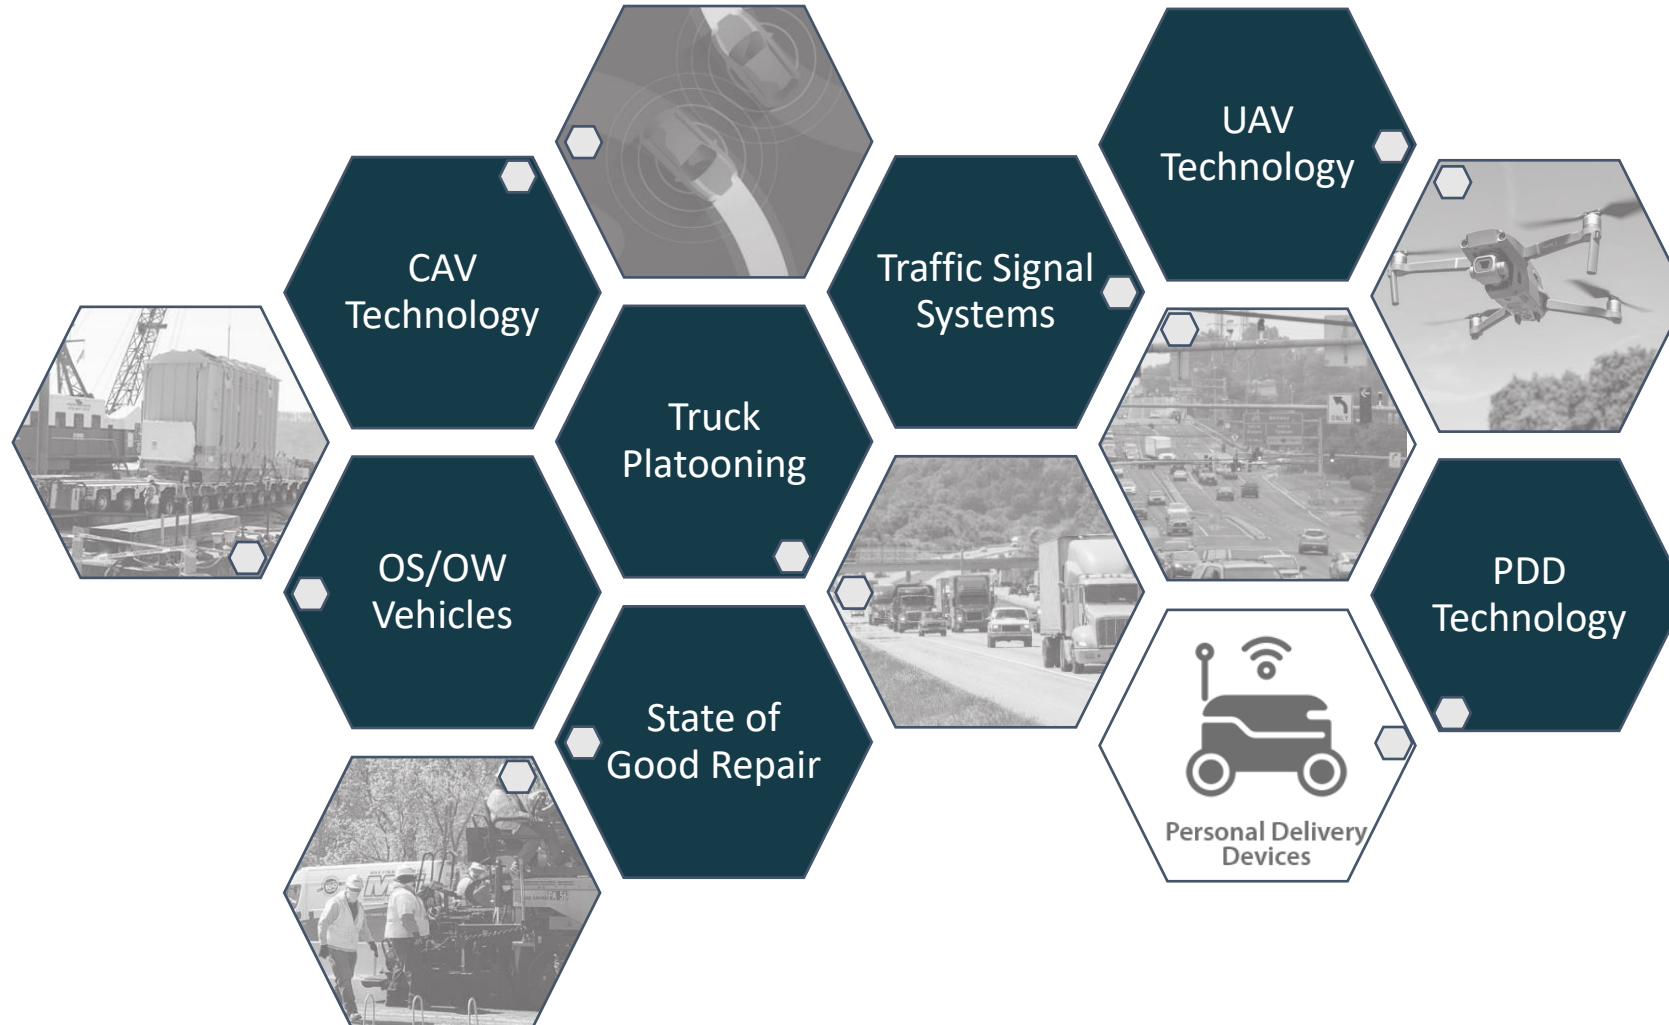 UAV
Technology
CAV
Technology
Traffic Signal
Systems
Truck
Platooning
ONLY
OS/OW
Vehicles
PDD
Technology
State of
Good Repair
Personal Delivery
Devices